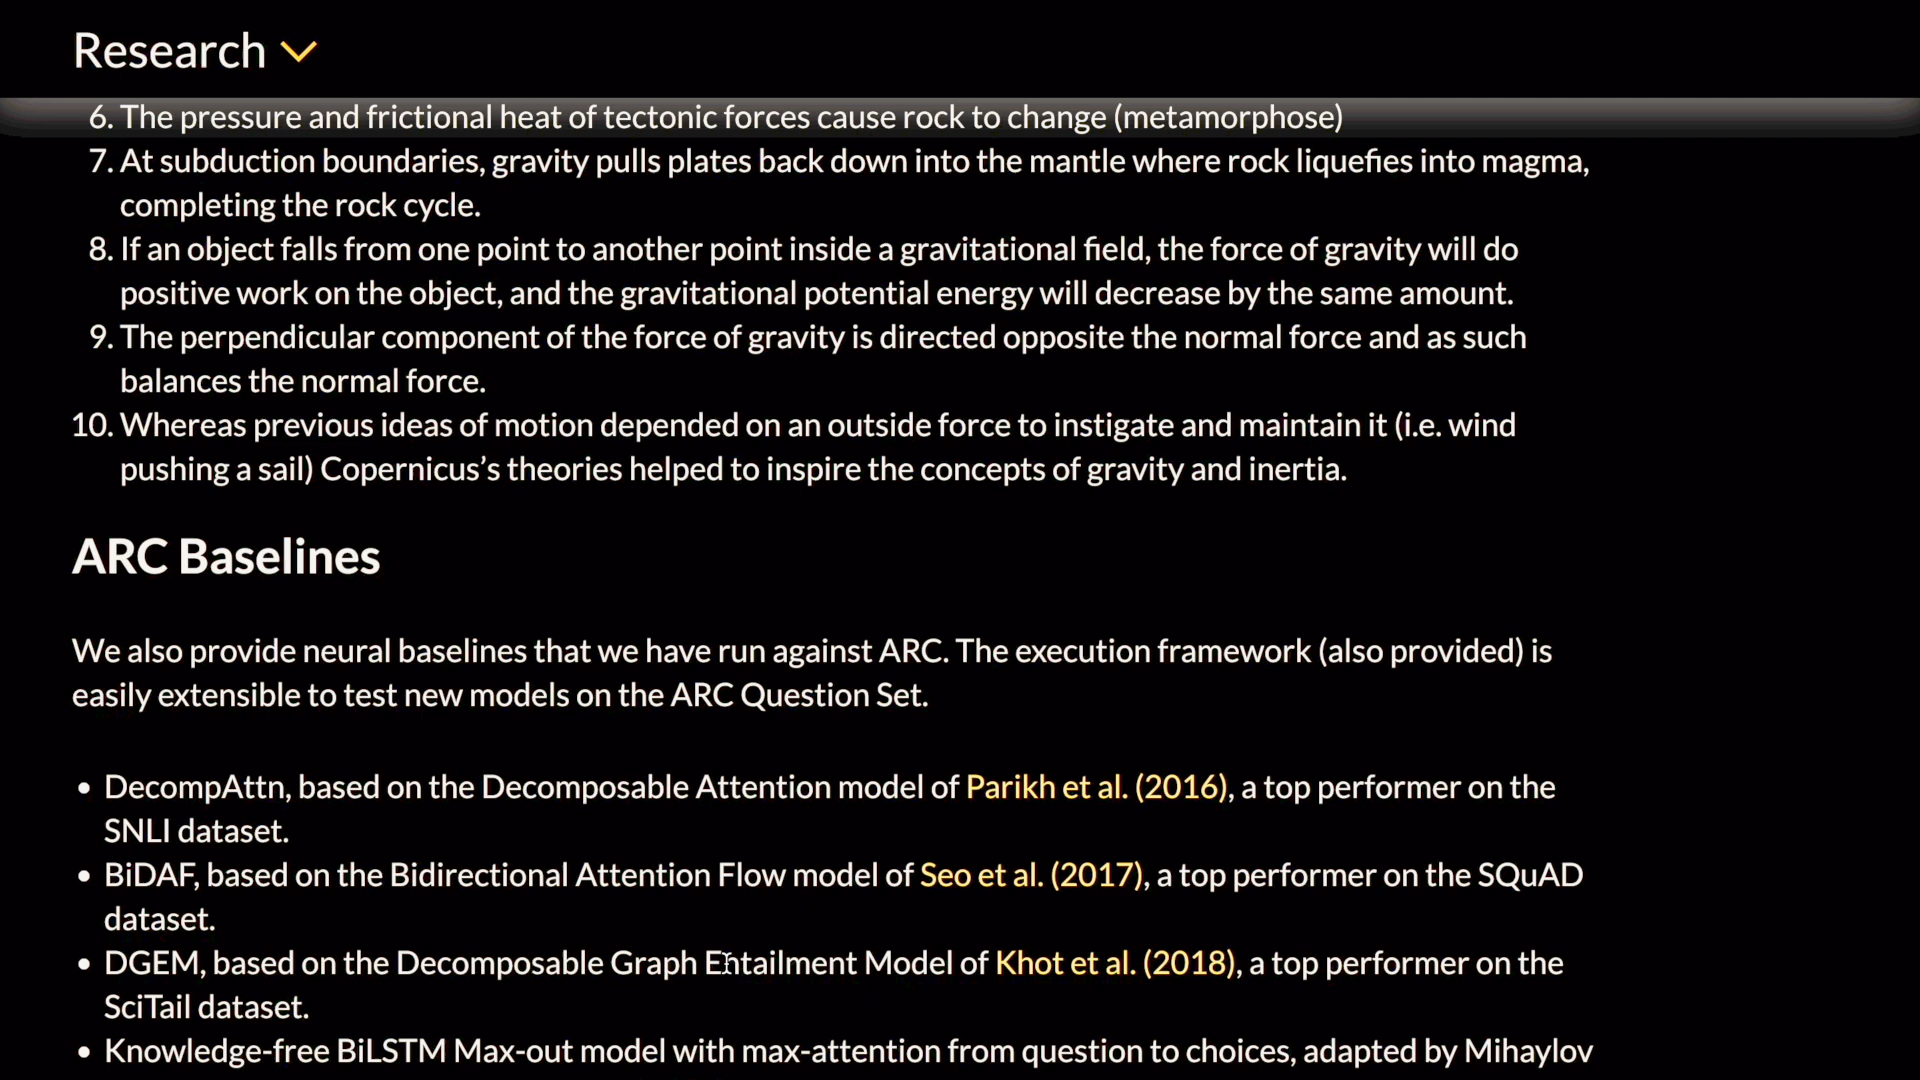 Research
6. The pressure and frictional heat of tectonic forces cause rock to change (metamorphose)
7. At subduction boundaries, gravity pulls plates back down into the mantle where rock liquefies into magma,
completing the rock cycle.
8. If an object falls from one point to another point inside a gravitational field, the force of gravity will do
positive work on the object, and the gravitational potential energy will decrease by the same amount.
9. The perpendicular component of the force of gravity is directed opposite the normal force and as such
balances the normal force.
10. Whereas previous ideas of motion depended on an outside force to instigate and maintain it (i.e. wind
pushing a sail) Copernicus’s theories helped to inspire the concepts of gravity and inertia.
ARC Baselines
We also provide neural baselines that we have run against ARC. The execution framework (also provided) is
easily extensible to test new models on the ARC Question Set.
• DecompAttn, based on the Decomposable Attention model of Parikh et al. (2016), a top performer on the
SNLI dataset.
• BiDAF, based on the Bidirectional Attention Flow model of Seo et al. (2017), a top performer on the SQuAD
dataset.
• DGEM, based on the Decomposable Graph Entailment Model of Khot et al. (2018), a top performer on the
SciTail dataset.
• Knowledge-free BiLSTM Max-out model with max-attention from question to choices, adapted by Mihaylov